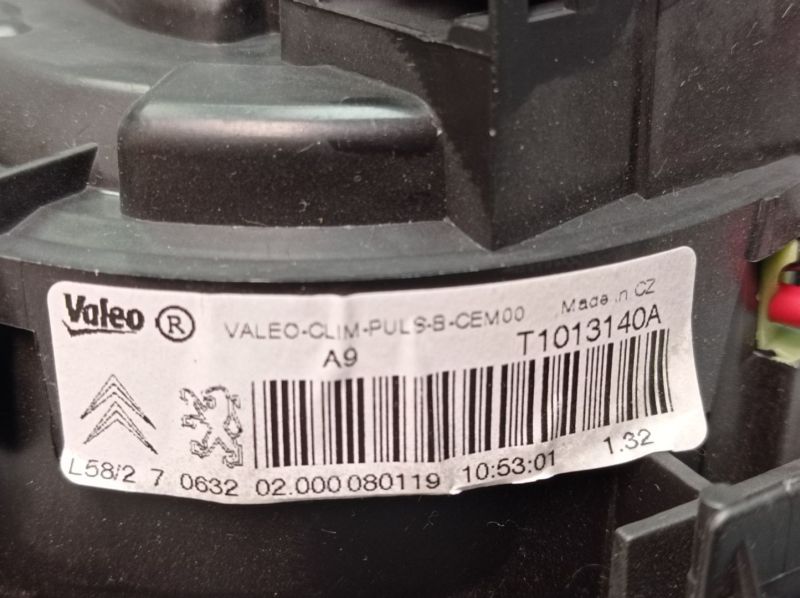 Valeo ® VALEO-CLIM-PULS-B-CEM00 Made in CZ
A9 T1013140A
L58/2 7 0632 02.000 080119 10:53:01 1.32